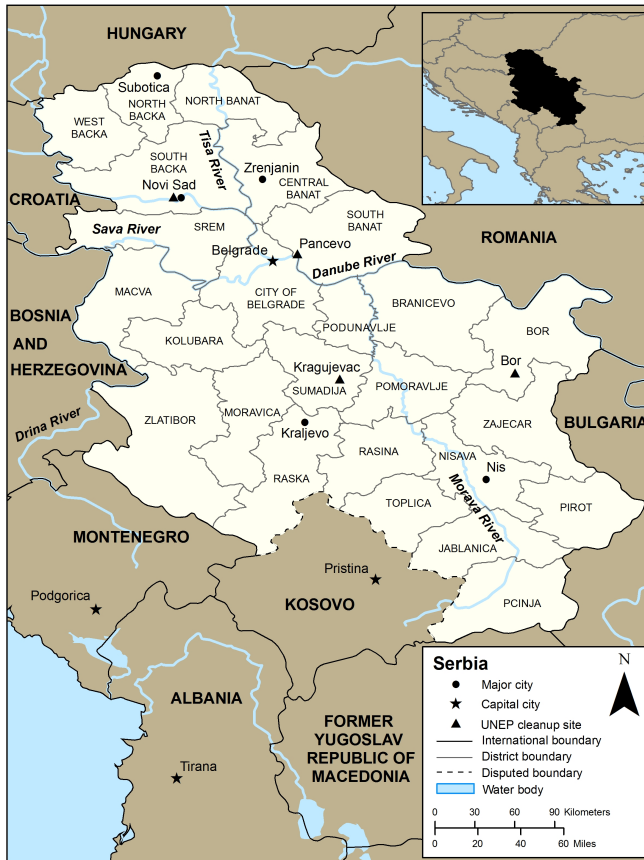 HUNGARY
Subotica
NORTH
BACKA
NORTH BANAT
WEST
BACKA
Tisa River
SOUTH
BACKA
Zrenjanin
CENTRAL
BANAT
Novi Sad
CROATIA
SOUTH
BANAT
Sava River
SREM
ROMANIA
Belgrade
Pancevo
Danube River
MACVA
CITY OF
BELGRADE
BRANICEVO
BOSNIA
AND
HERZEGOVINA
PODUNAVLJE
BOR
KOLUBARA
Bor
Kragujevac
SUMADIJA
POMORAVLJE
Drina River
ZLATIBOR
MORAVICA
Kraljevo
ZAJECAR
BULGARIA
RASINA
NISAVA
Nis
RASKA
TOPLICA
Morava River
PIROT
MONTENEGRO
JABLANICA
Pristina
Podgorica
KOSOVO
PCINJA
ALBANIA
FORMER
YUGOSLAV
REPUBLIC OF
MACEDONIA
Tirana
Serbia
N
Major city
Capital city
UNEP cleanup site
International boundary
District boundary
Disputed boundary
Water body
0 30 60 90 Kilometers
0 20 40 60 Miles